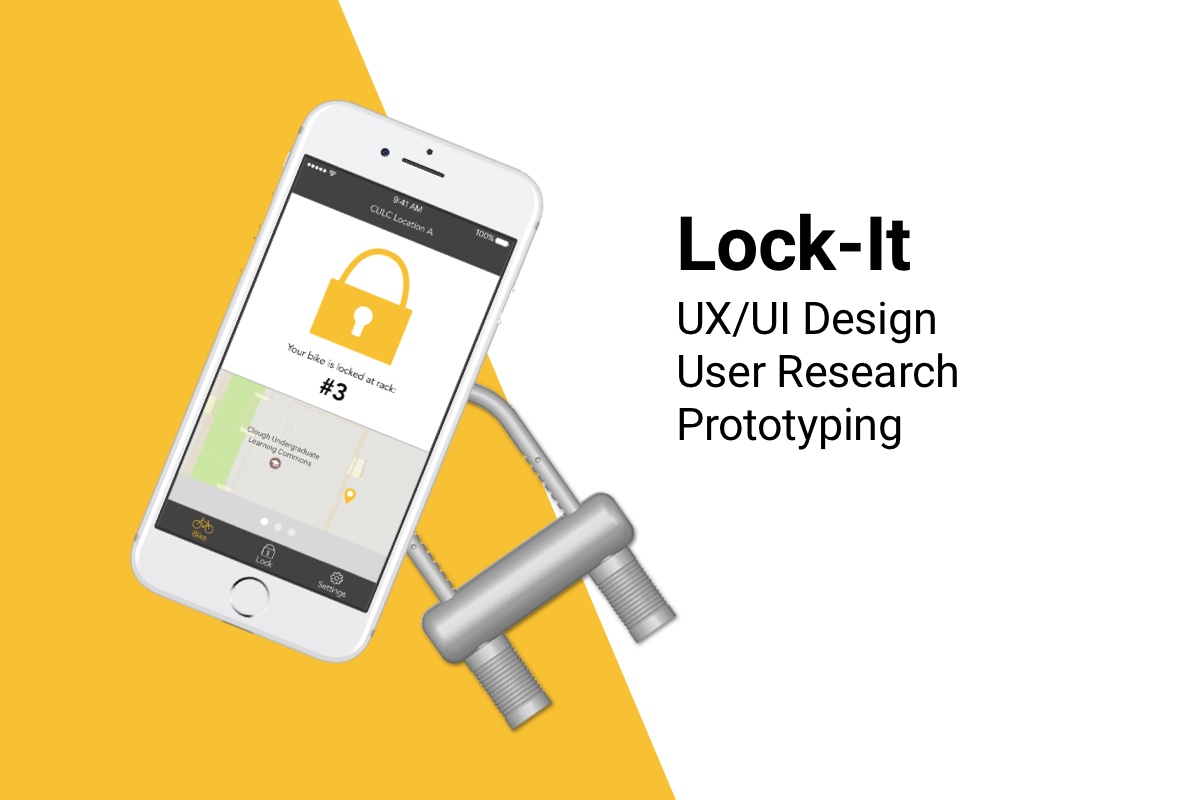 9:41 AM
100%
CULC Location A
Your bike is locked at rack:
#3
Clough Undergraduate
Learning Commons
Bike
Lock
Settings
Lock-It
UX/UI Design
User Research
Prototyping